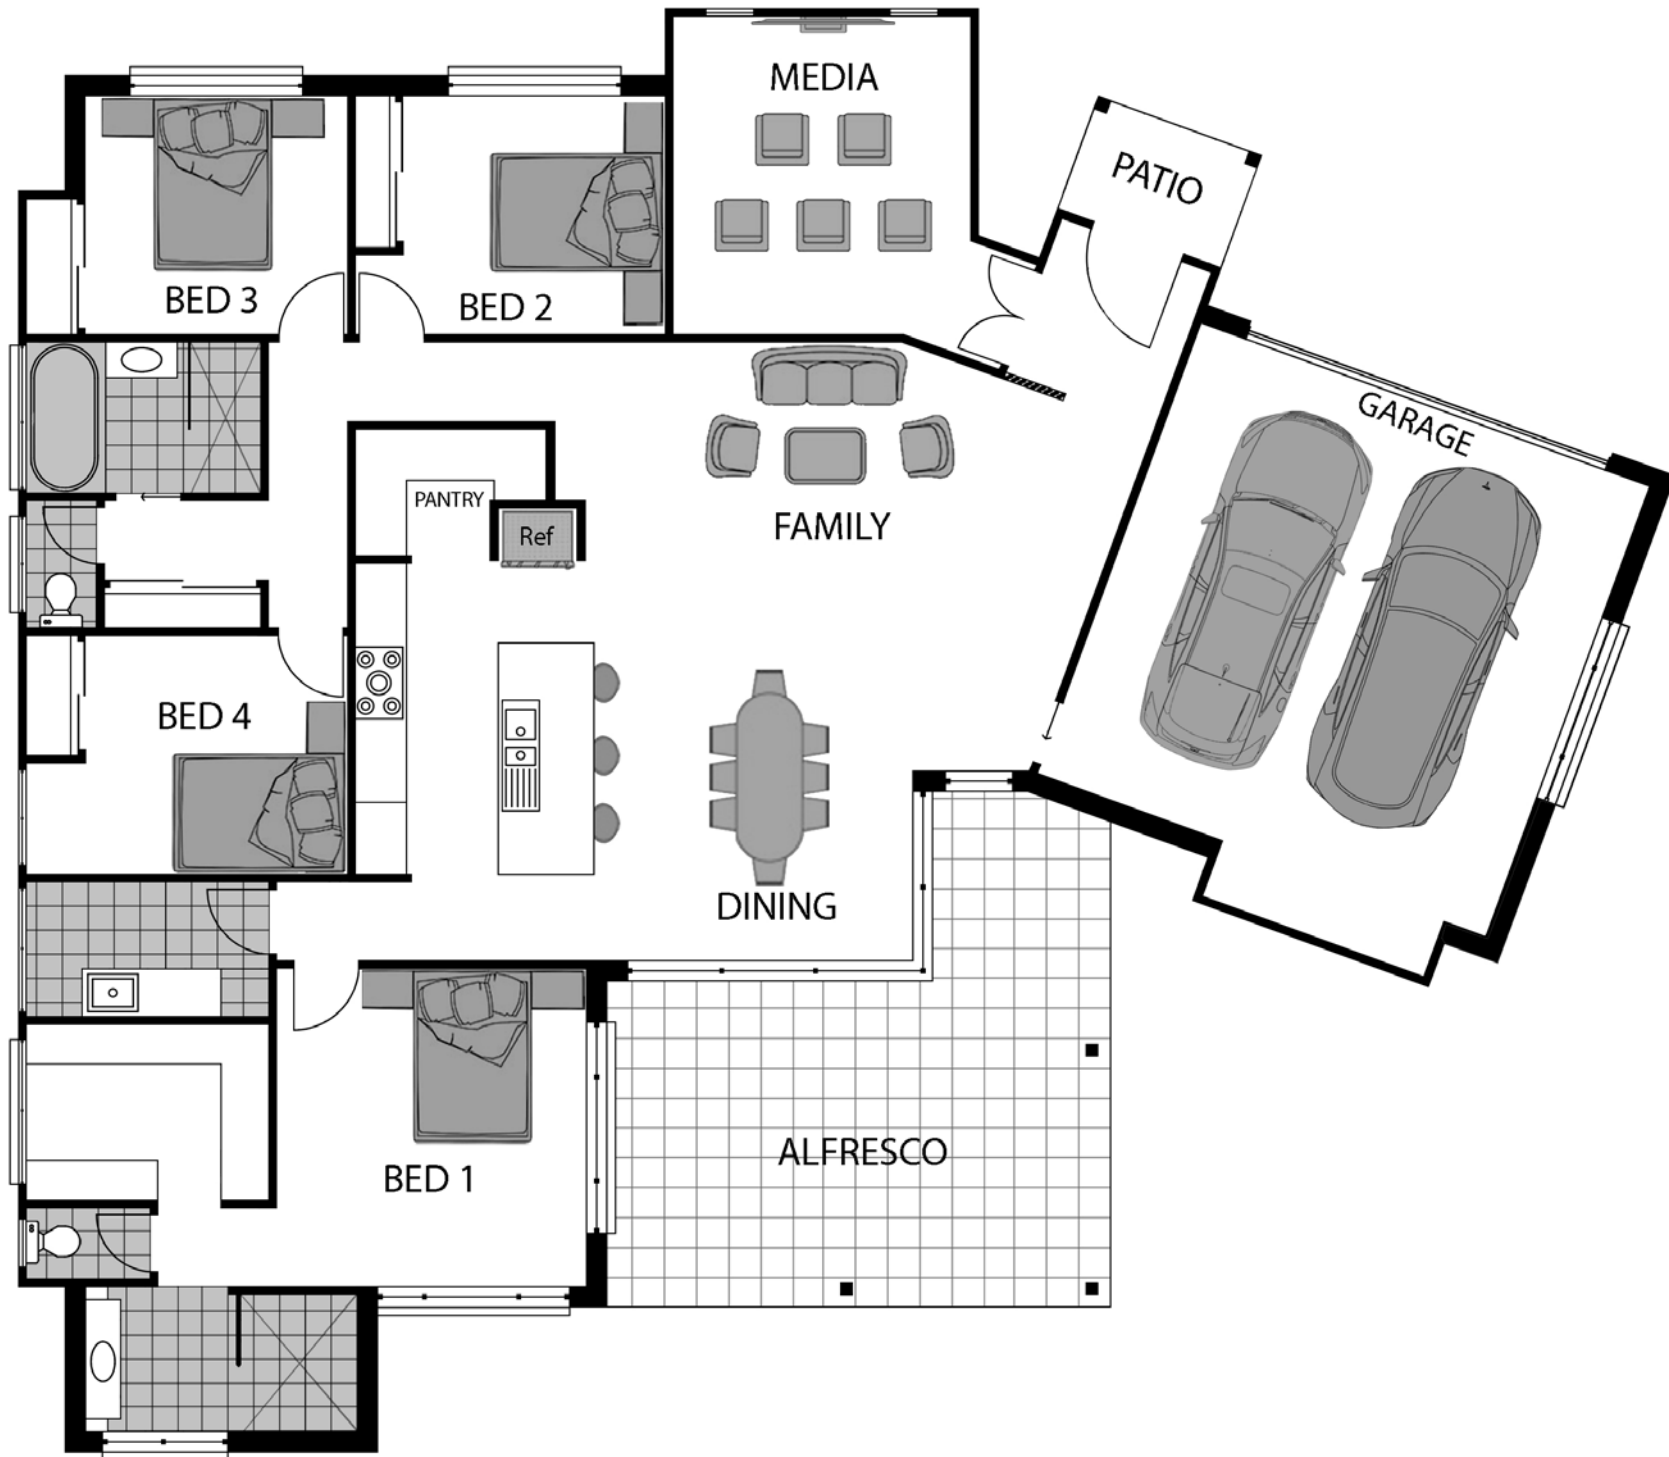 MEDIA
PATIO
BED 3
BED 2
GARAGE
PANTRY
Ref
FAMILY
BED 4
DINING
ALFRESCO
BED 1